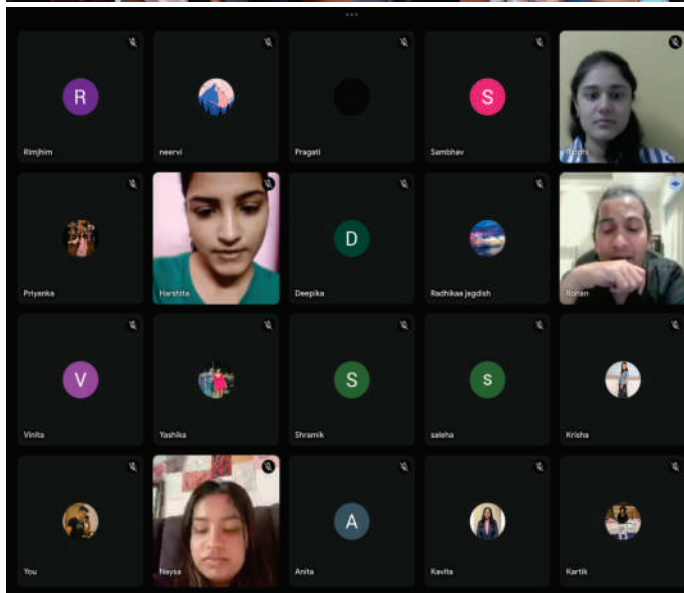 R
S
Rimjhim
neervi
Pragati
Sambhav
Riddhi
D
Priyanka
Harshita
Deepika
Radhikaa jagdish
Rohan
V
S
s
Vinita
Yashika
Shramik
saleha
Krisha
A
You
Naysa
Anita
Kavita
Kartik